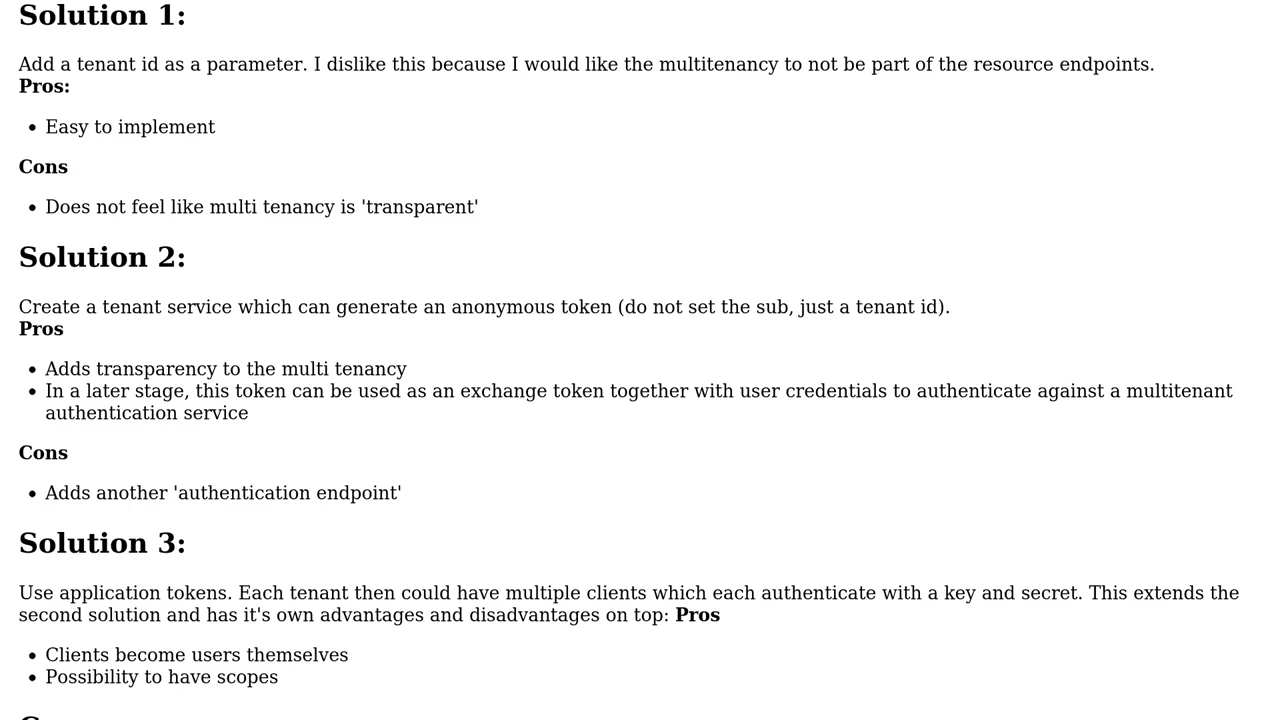 Solution 1:
Add a tenant id as a parameter. I dislike this because I would like the multitenancy to not be part of the resource endpoints.
Pros:
• Easy to implement
Cons
• Does not feel like multi tenancy is 'transparent'
Solution 2:
Create a tenant service which can generate an anonymous token (do not set the sub, just a tenant id).
Pros
• Adds transparency to the multi tenancy
• In a later stage, this token can be used as an exchange token together with user credentials to authenticate against a multitenant
authentication service
Cons
• Adds another 'authentication endpoint'
Solution 3:
Use application tokens. Each tenant then could have multiple clients which each authenticate with a key and secret. This extends the
second solution and has it's own advantages and disadvantages on top: Pros
• Clients become users themselves
• Possibility to have scopes